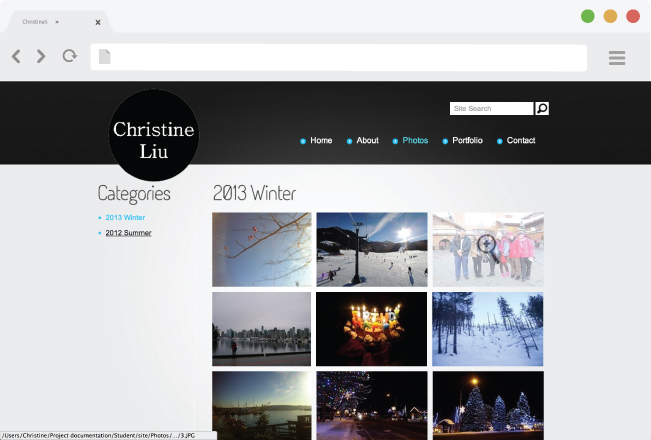 ChristineS
Site Search
Christine
Liu
Home
About
Photos
Portfolio
Contact
Categories
2013 Winter
2013 Winter
2012 Summer
/Users/Christine/Project documentation/Student/site/Photos/.../3.JPG